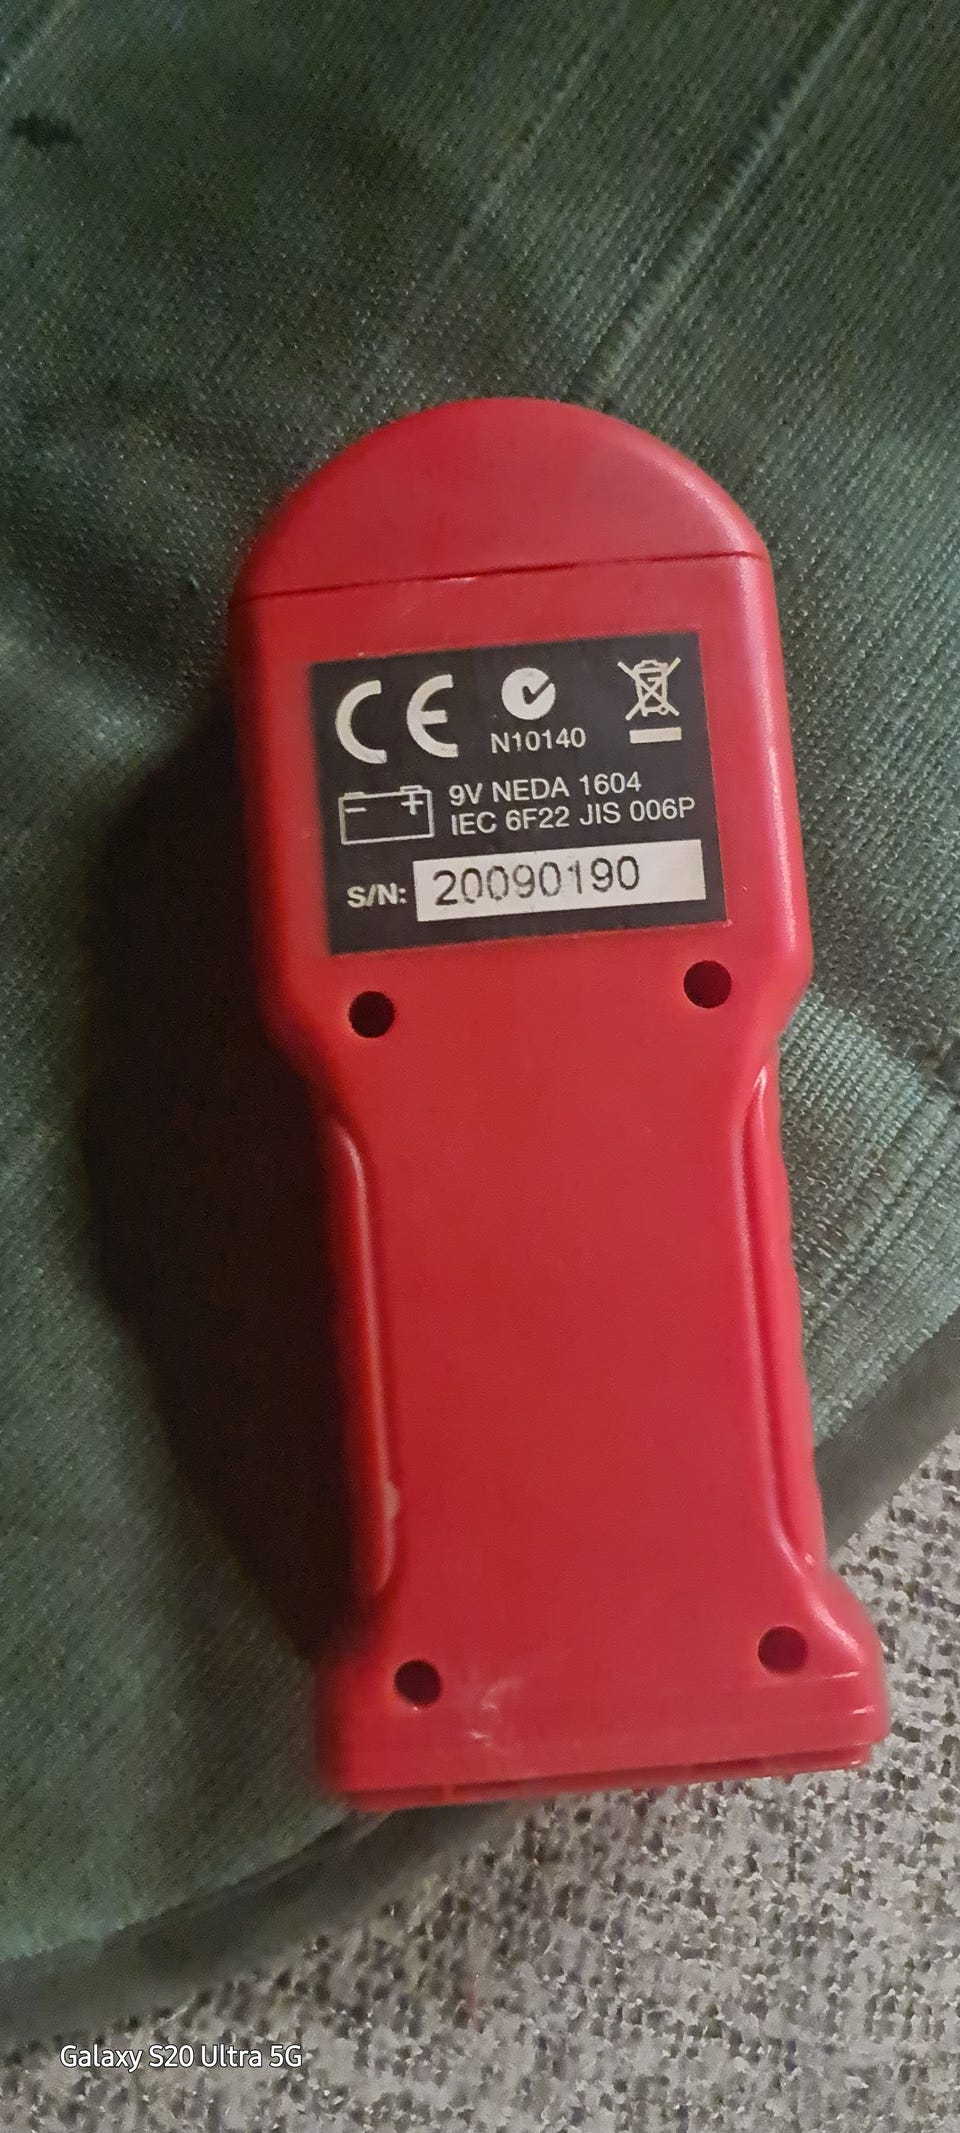 CE
N10140
9V NEDA 1604
IEC 6F22 JIS 006P
S/N: 20090190
Galaxy S20 Ultra 5G